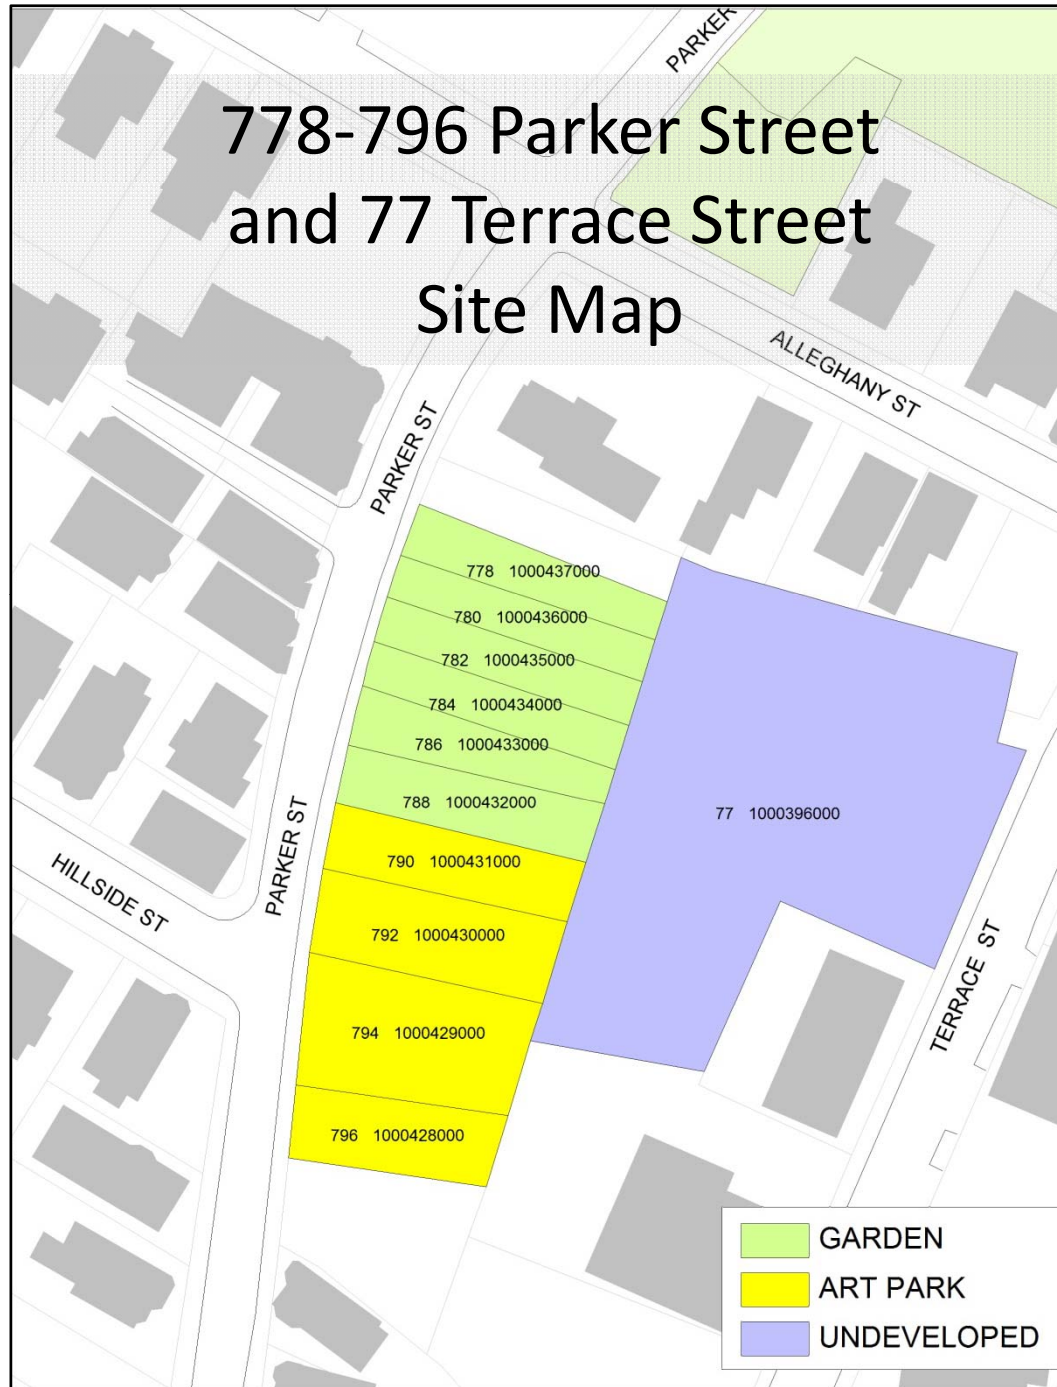 PARKER
778-796 Parker Street
and 77 Terrace Street
Site Map
ALLEGHANY ST
PARKER ST
778 1000437000
780 1000436000
782 1000435000
784 1000434000
786 1000433000
788 1000432000
77 1000396000
PARKER ST
790 1000431000
HILLSIDE ST
792 1000430000
TERRACE ST
794 1000429000
796 1000428000
GARDEN
ART PARK
UNDEVELOPED